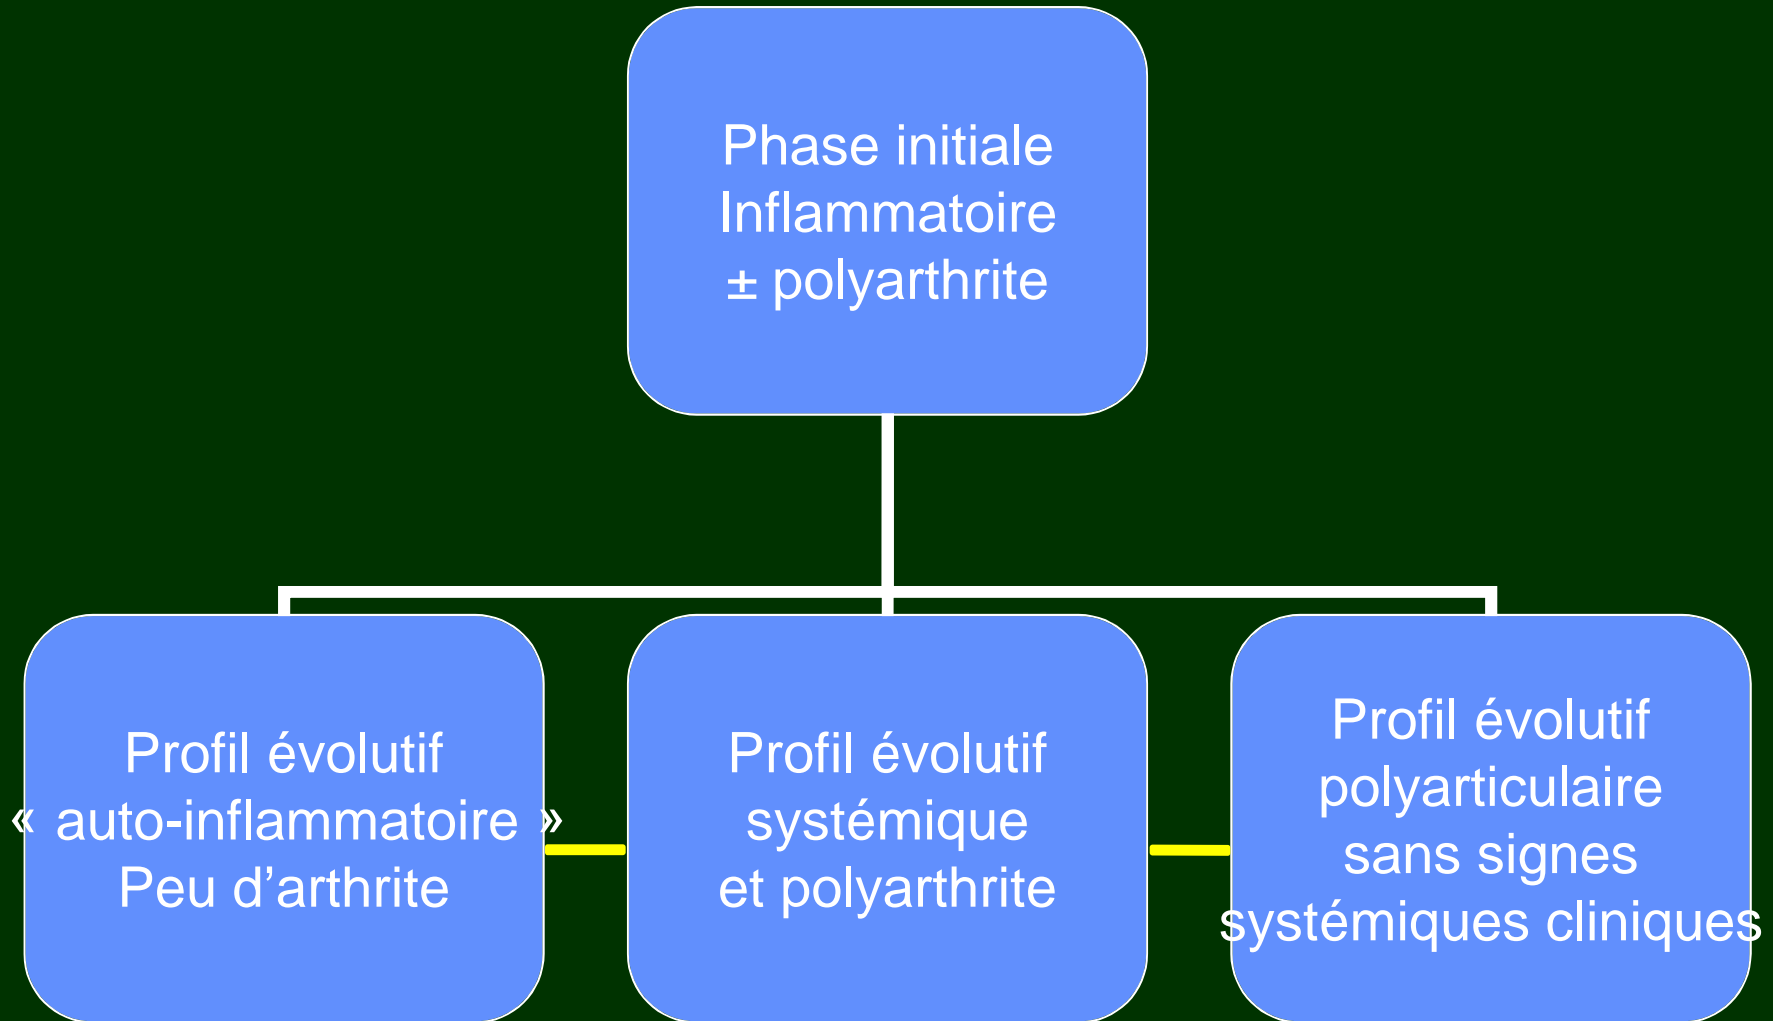 Phase initiale
Inflammatoire
± polyarthrite
Profil évolutif
« auto-inflammatoire »
Peu d’arthrite
Profil évolutif
systémique
et polyarthrite
Profil évolutif
polyarticulaire
sans signes
systémiques cliniques